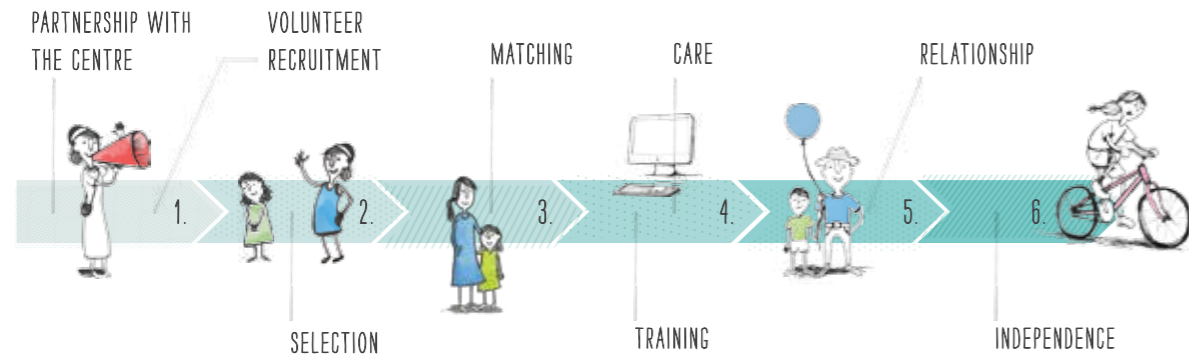 PARTNERSHIP WITH
THE CENTRE
VOLUNTEER
RECRUITMENT
MATCHING
CARE
RELATIONSHIP
1.
2.
3.
4.
5.
6.
SELECTION
TRAINING
INDEPENDENCE